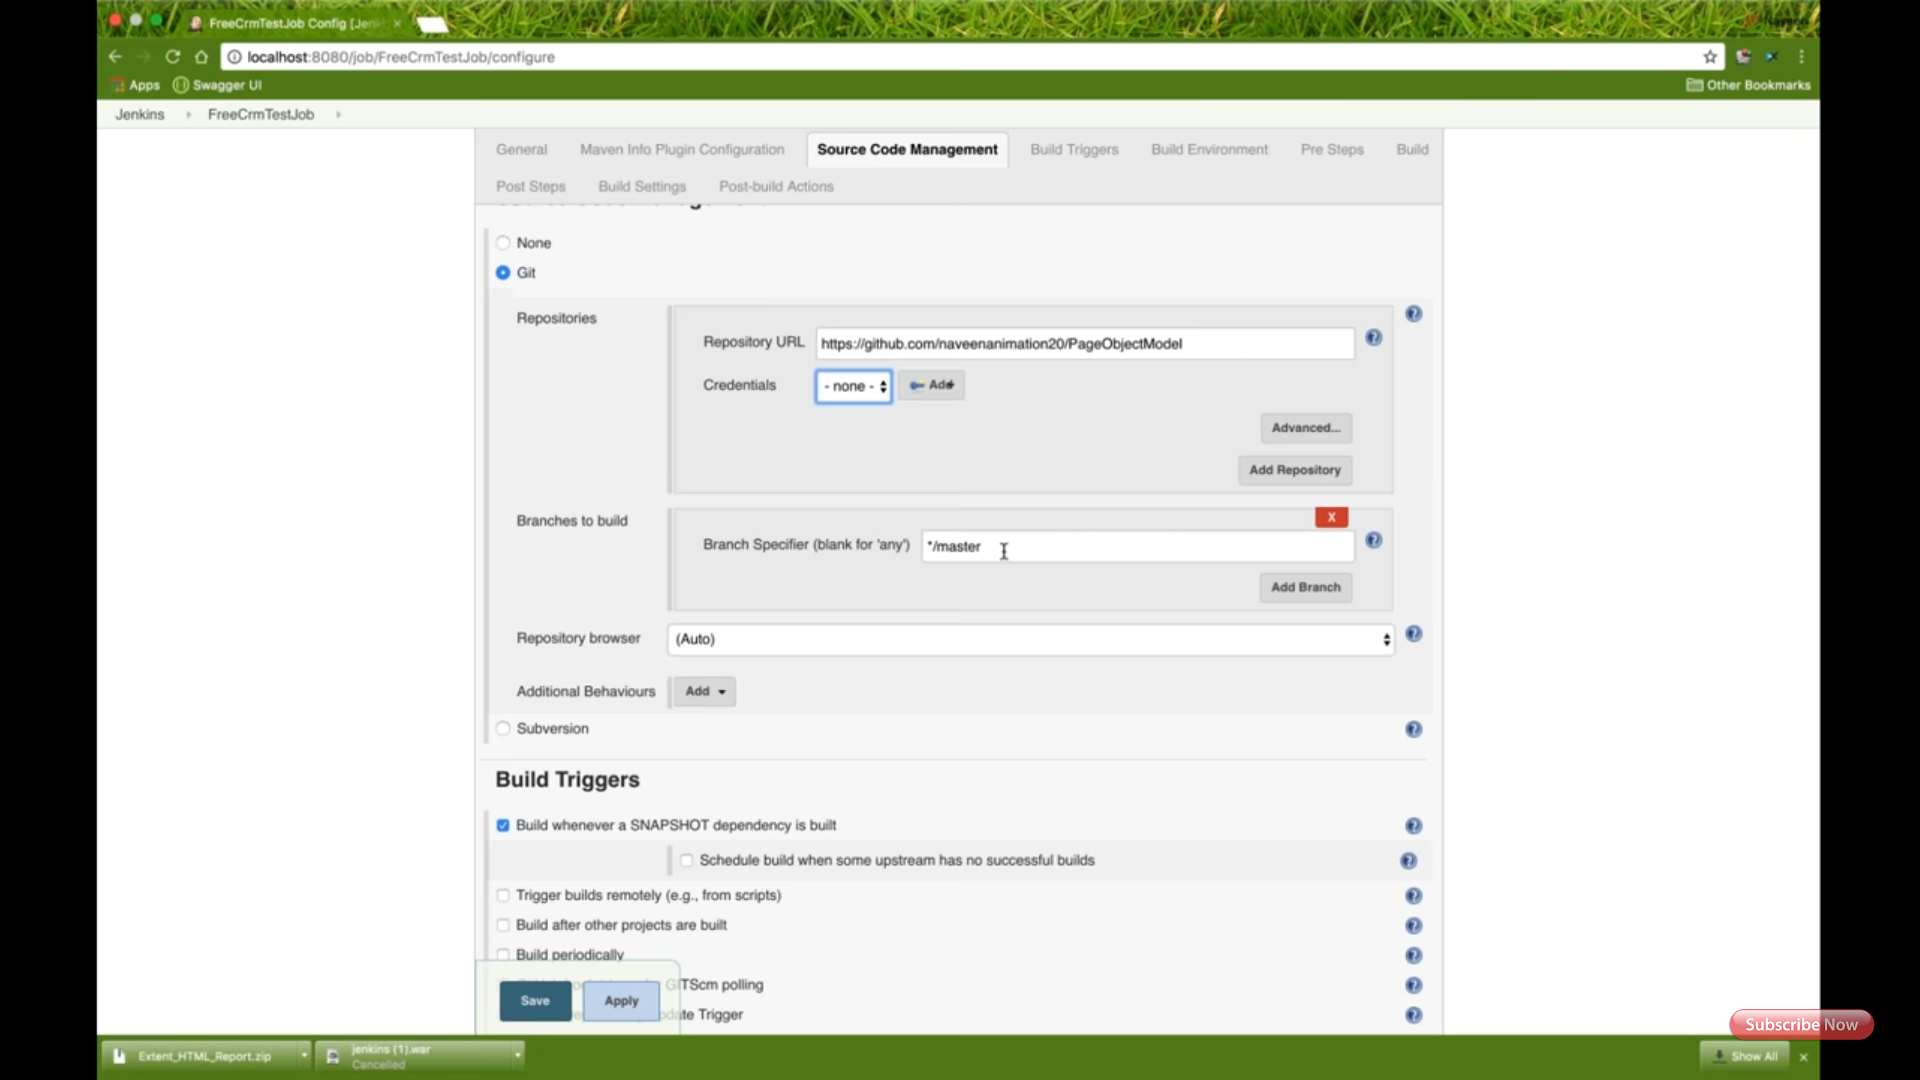 FreeCrmTestJob Config [Jen
Naveen
localhost:8080/job/FreeCrmTestJob/configure
Apps Swagger UI Other Bookmarks
Jenkins FreeCrmTestJob
General Maven Info Plugin Configuration Source Code Management Build Triggers Build Environment Pre Steps Build
Post Steps Build Settings Post-build Actions
None
Git
Repositories
Repository URL https://github.com/naveenanimation20/PageObjectModel
Credentials - none - Add
Advanced...
Add Repository
Branches to build
X
Branch Specifier (blank for 'any') */master
Add Branch
Repository browser (Auto)
Additional Behaviours Add
Subversion
Build Triggers
Build whenever a SNAPSHOT dependency is built
Schedule build when some upstream has no successful builds
Trigger builds remotely (e.g., from scripts)
Build after other projects are built
Build periodically
GITScm polling
Save Apply
Trigger
Subscribe Now
Extent_HTML_Report.zip jenkins (1).war
Cancelled
Show All